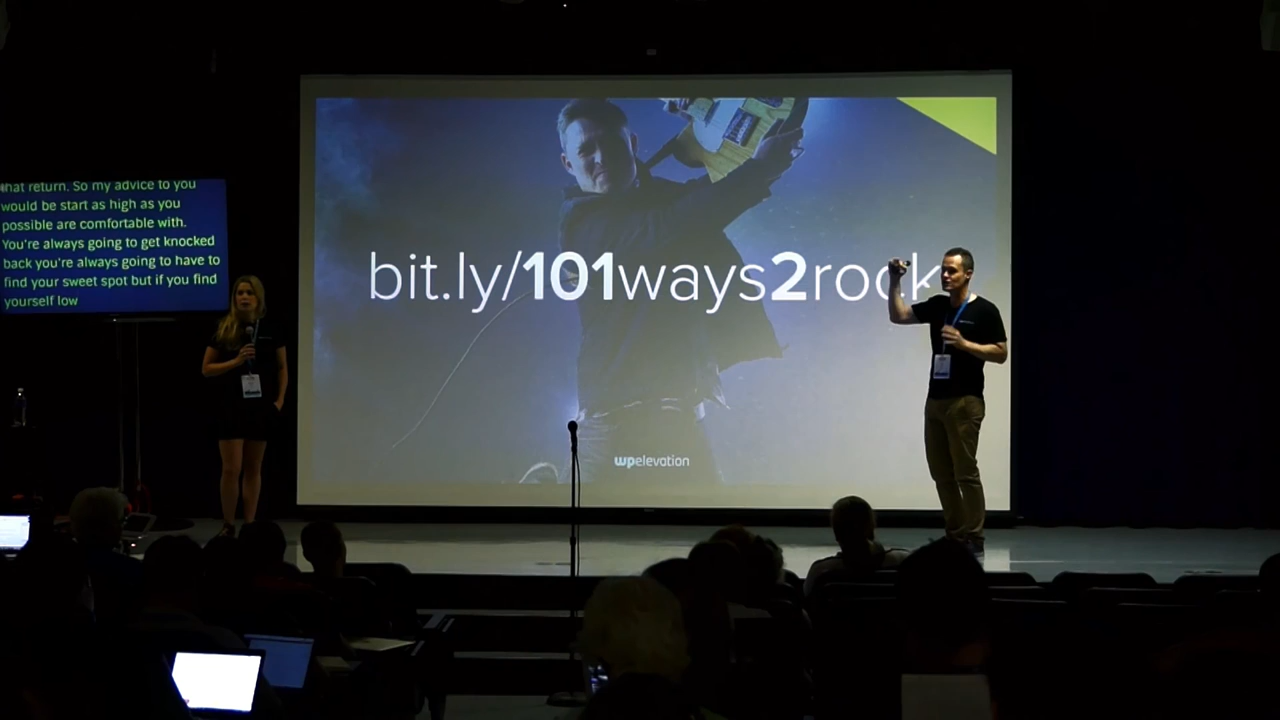 that return. So my advice to you
would be start as high as you
possible are comfortable with.
You're always going to get knocked
back you're always going to have to
find your sweet spot but if you find
yourself low
bit.ly/101ways2rock
wpelevation